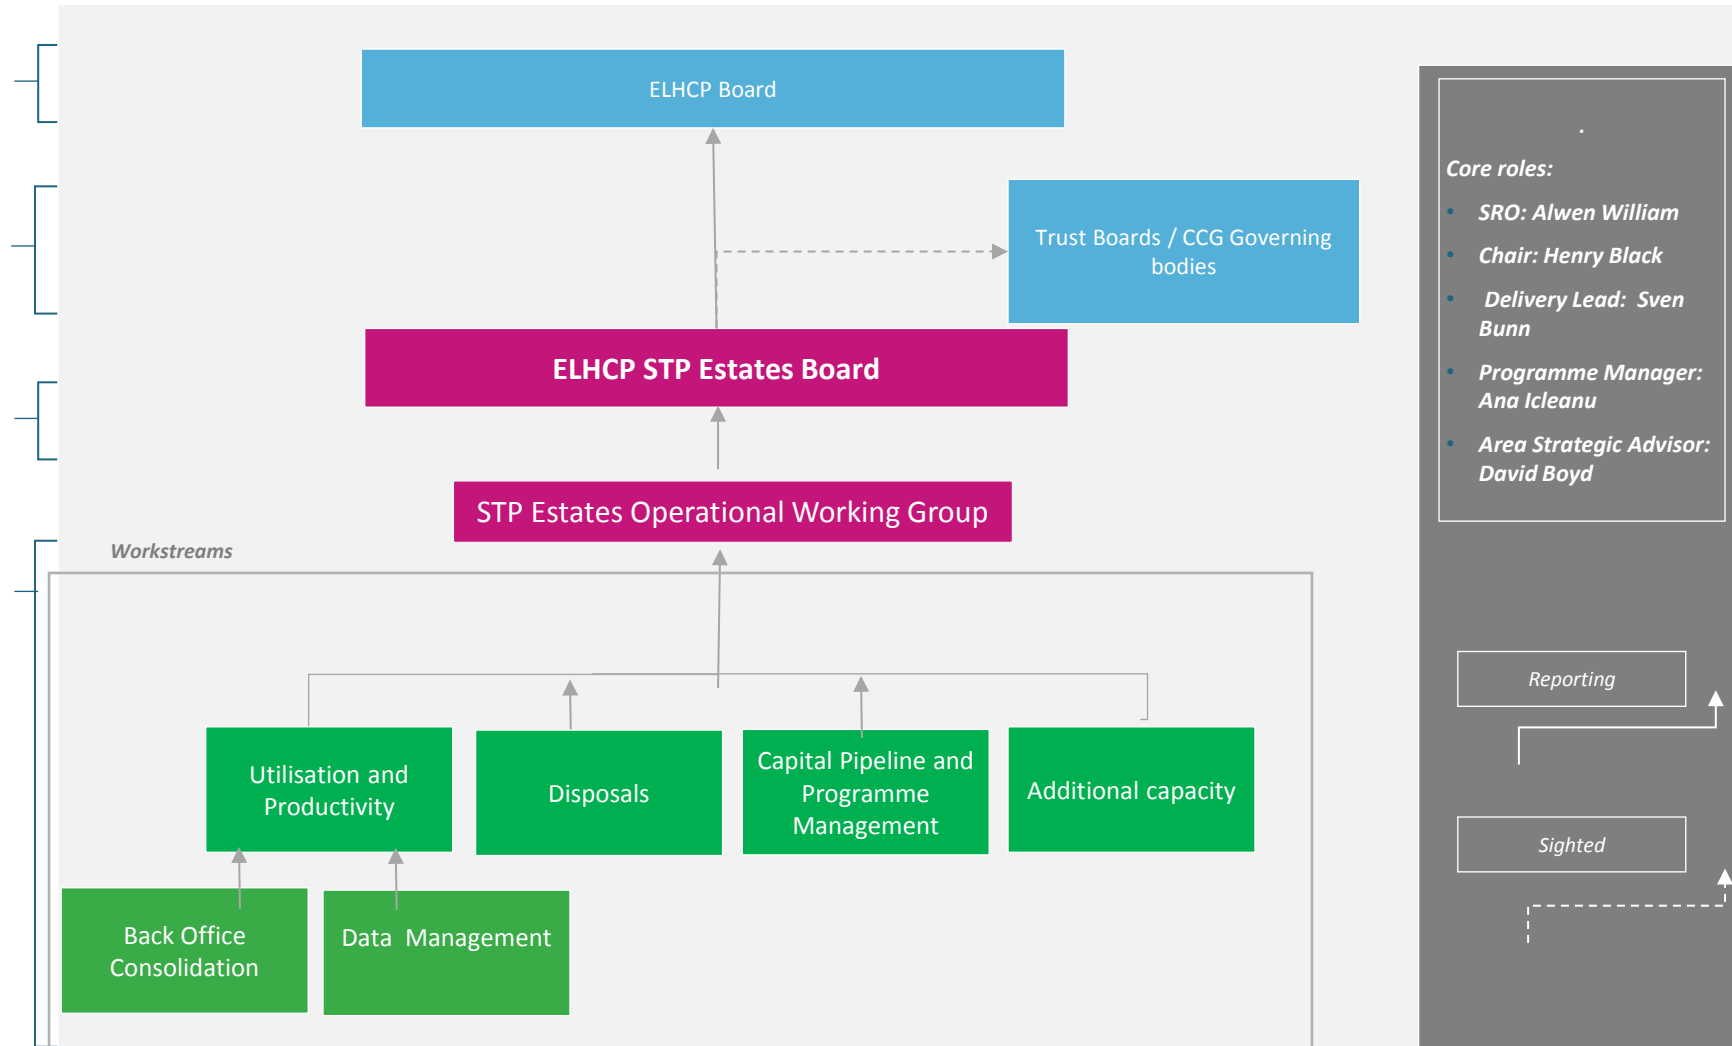 ELHCP Board
Trust Boards / CCG Governing
bodies
ELHCP STP Estates Board
STP Estates Operational Working Group
Workstreams
Utilisation and
Productivity
Disposals
Capital Pipeline and
Programme
Management
Additional capacity
Back Office
Consolidation
Data Management
.
Core roles:
• SRO: Alwen William
• Chair: Henry Black
• Delivery Lead: Sven
Bunn
• Programme Manager:
Ana Icleanu
• Area Strategic Advisor:
David Boyd
Reporting
Sighted